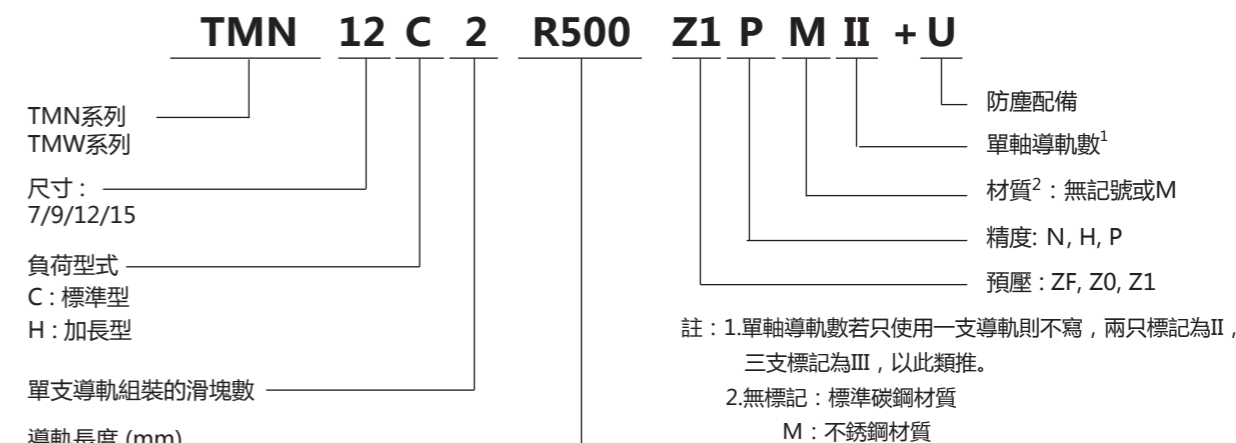 TMN 12 C 2 R500 Z1 P M II + U
TMN系列
TMW系列
尺寸 :
7/9/12/15
負荷型式
C : 標準型
H : 加長型
單支導軌組裝的滑塊數
導軌長度 (mm)
防塵配備
單軸導軌數1
材質2：無記號或M
精度: N, H, P
預壓 : ZF, Z0, Z1
註：1.單軸導軌數若只使用一支導軌則不寫，兩只標記為II，
三支標記為III，以此類推。
2.無標記：標準碳鋼材質
M：不銹鋼材質